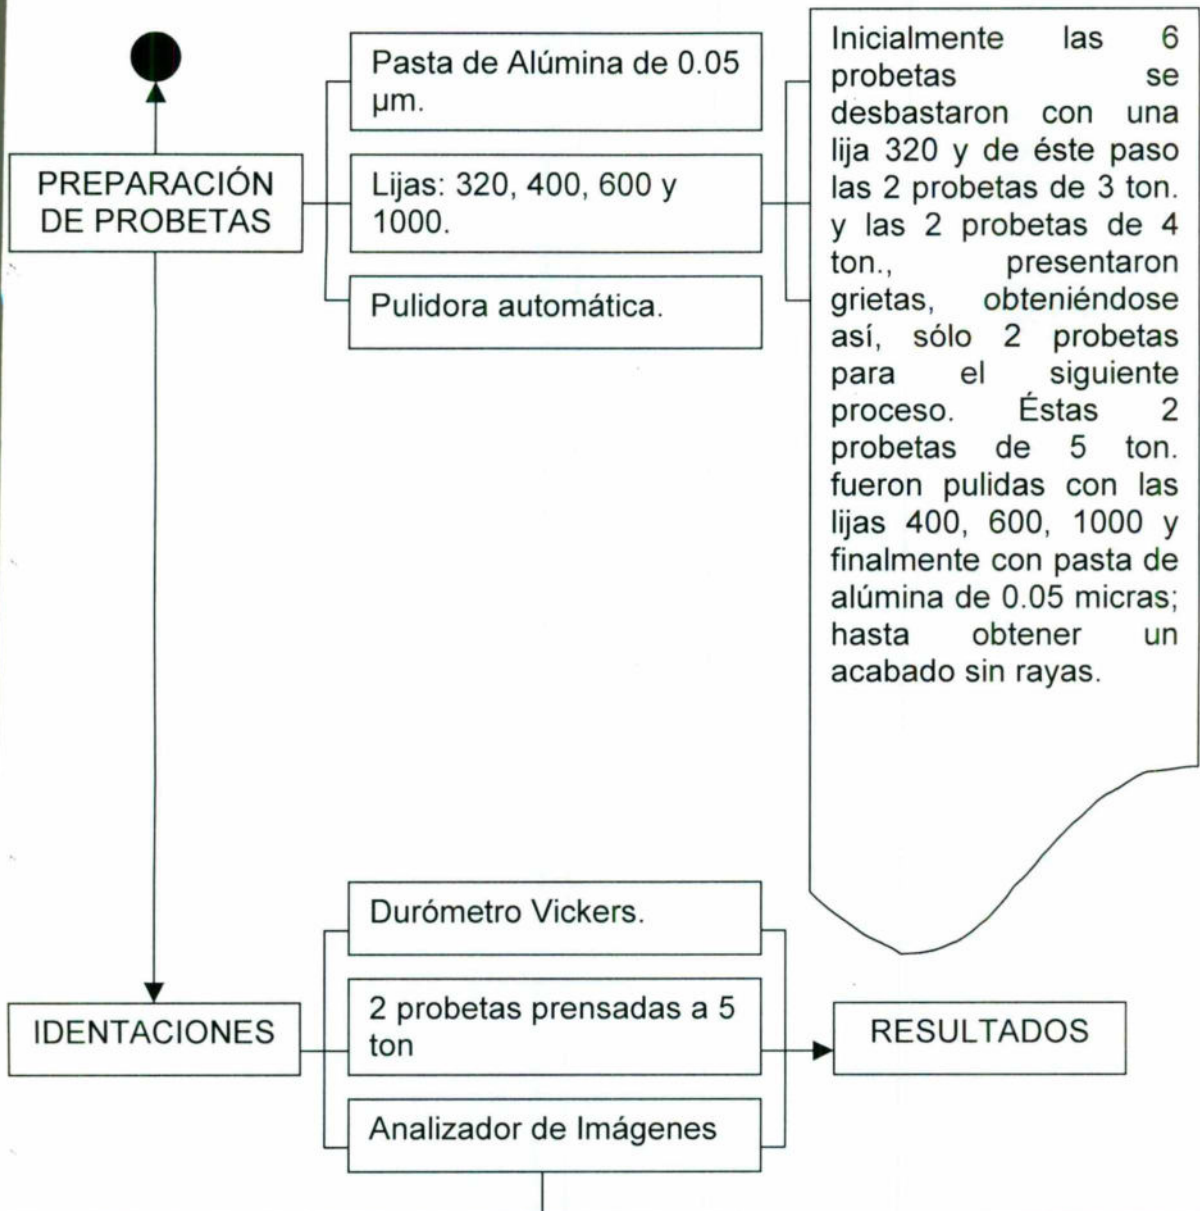 PREPARACIÓN
DE PROBETAS
Pasta de Alúmina de 0.05
µm.
Lijas: 320, 400, 600 y
1000.
Pulidora automática.
Inicialmente las 6
probetas se
desbastaron con una
lija 320 y de éste paso
las 2 probetas de 3 ton.
y las 2 probetas de 4
ton., presentaron
grietas, obteniéndose
así, sólo 2 probetas
para el siguiente
proceso. Éstas 2
probetas de 5 ton.
fueron pulidas con las
lijas 400, 600, 1000 y
finalmente con pasta de
alúmina de 0.05 micras;
hasta obtener un
acabado sin rayas.
IDENTACIONES
Durómetro Vickers.
2 probetas prensadas a 5
ton
Analizador de Imágenes
RESULTADOS